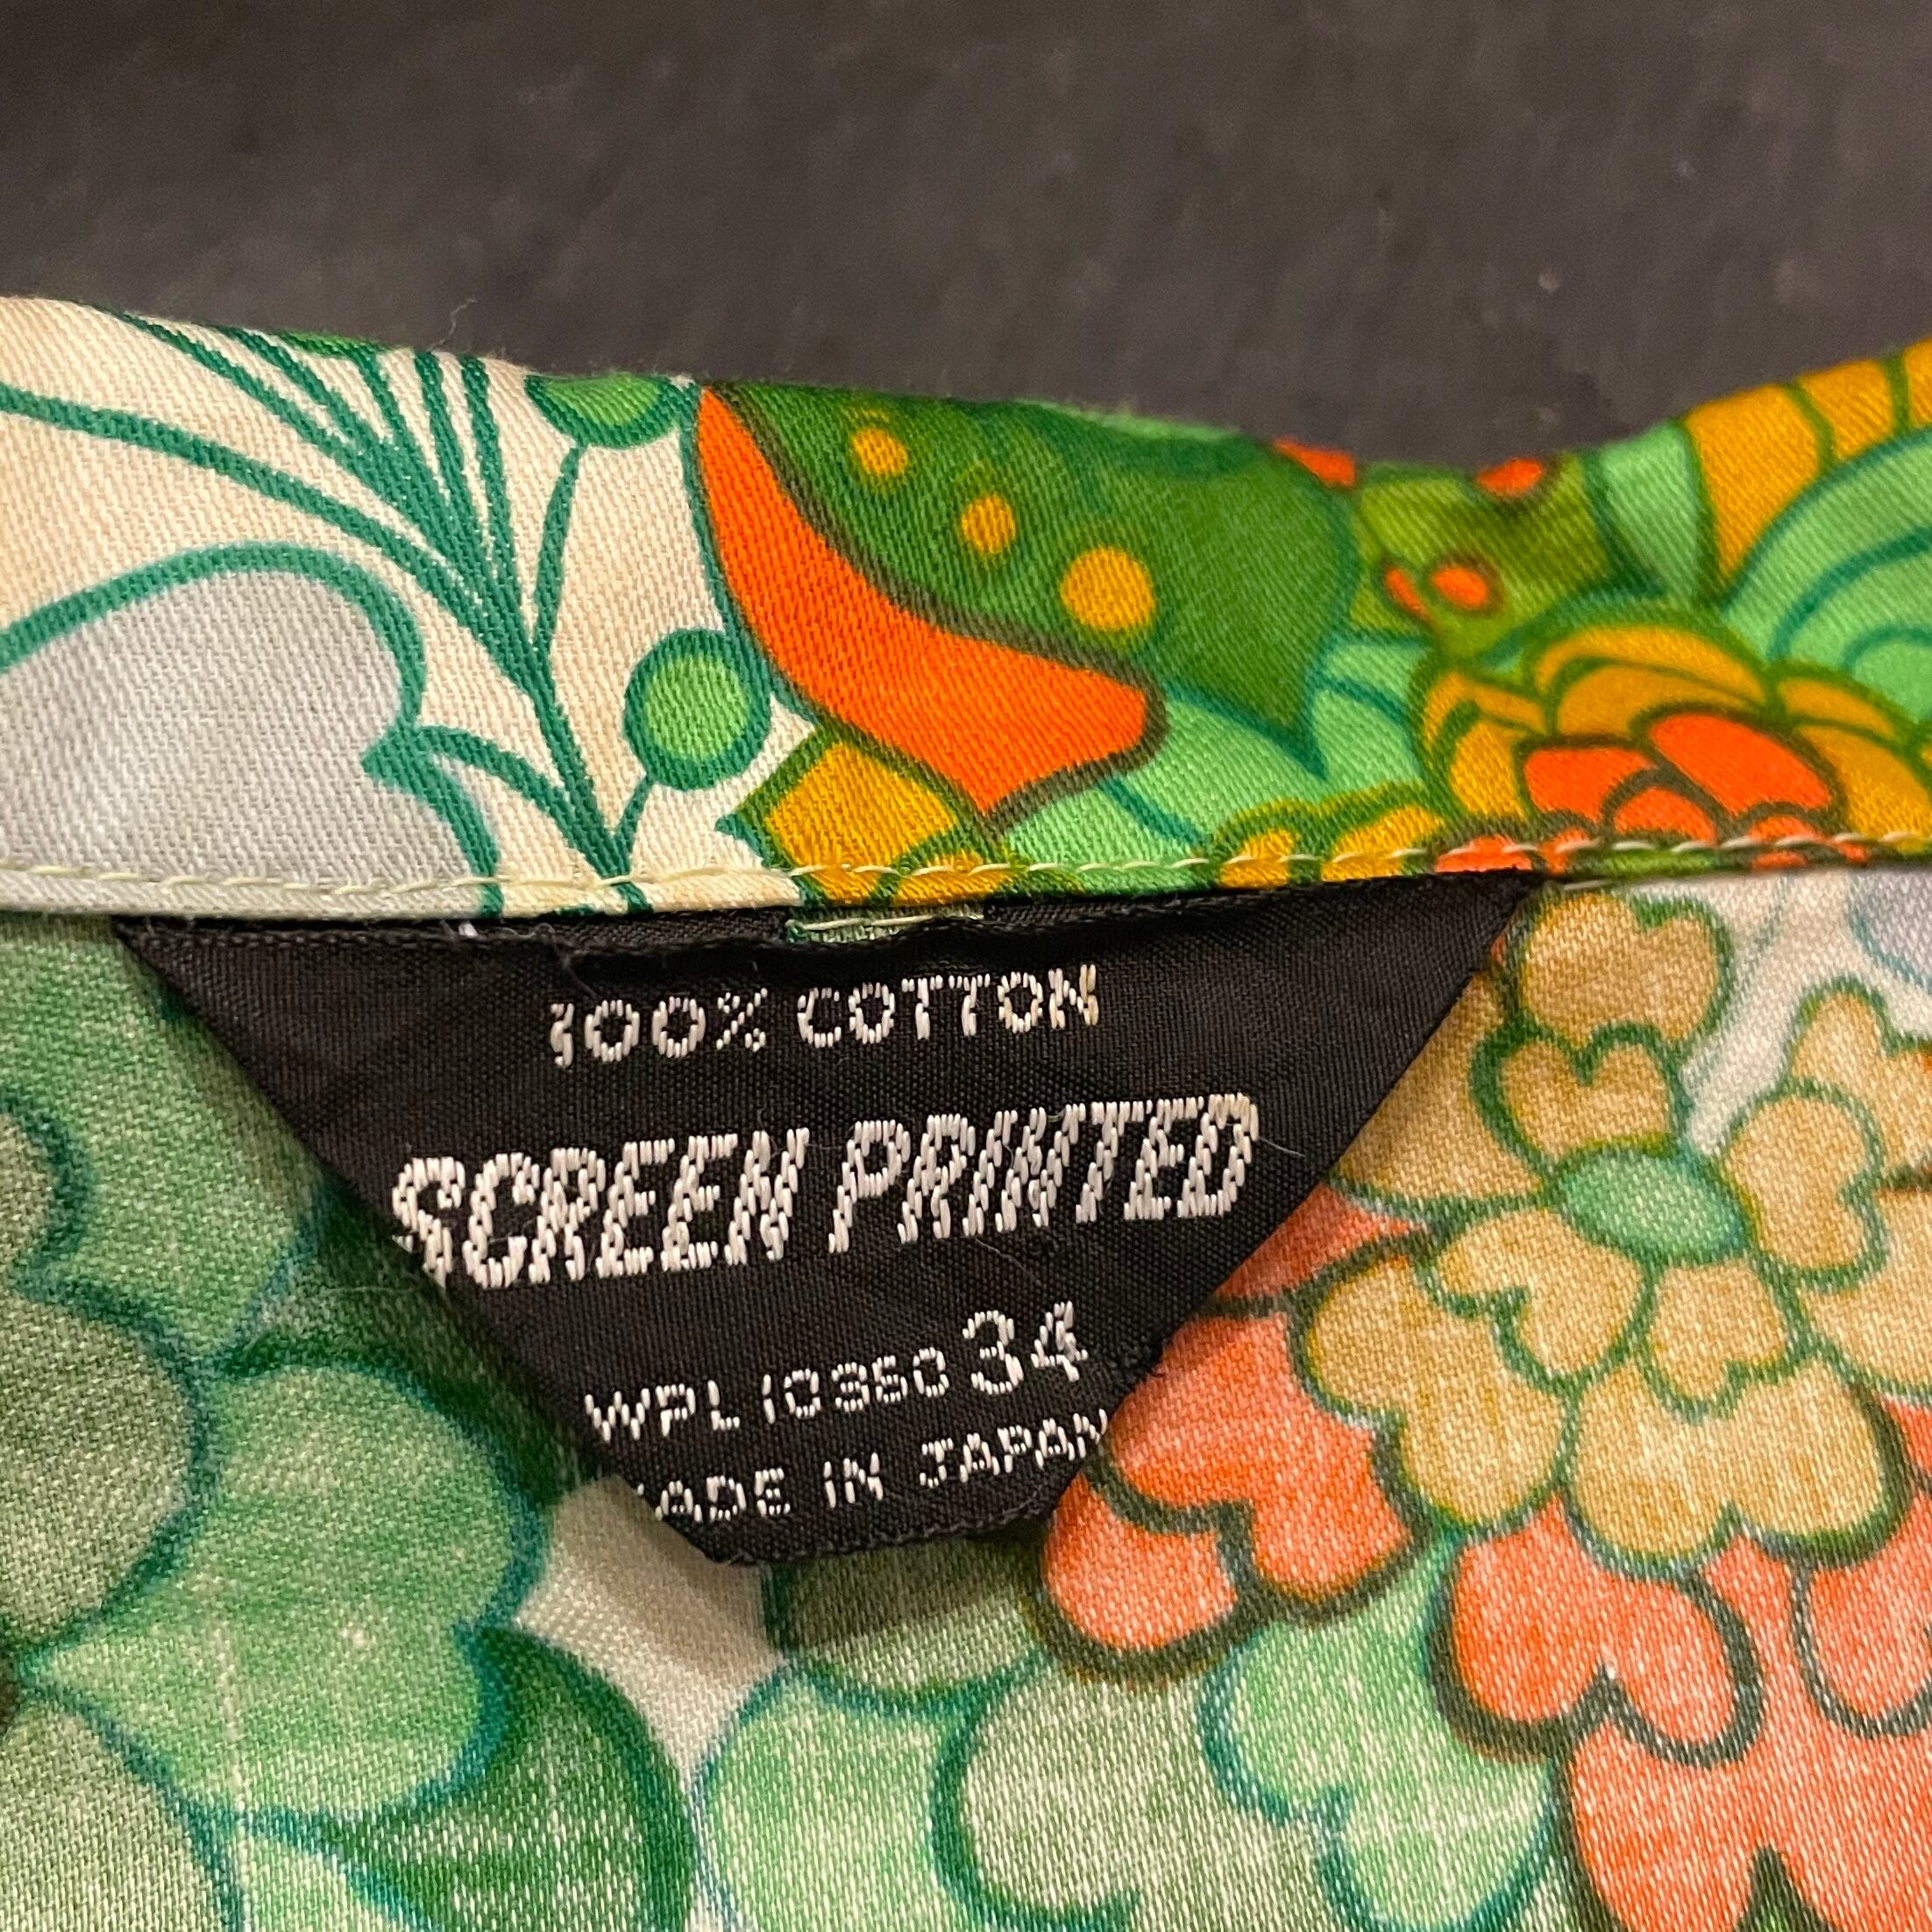 100% COTTON
SCREEN PRINTED
WPL 10350 34
MADE IN JAPAN